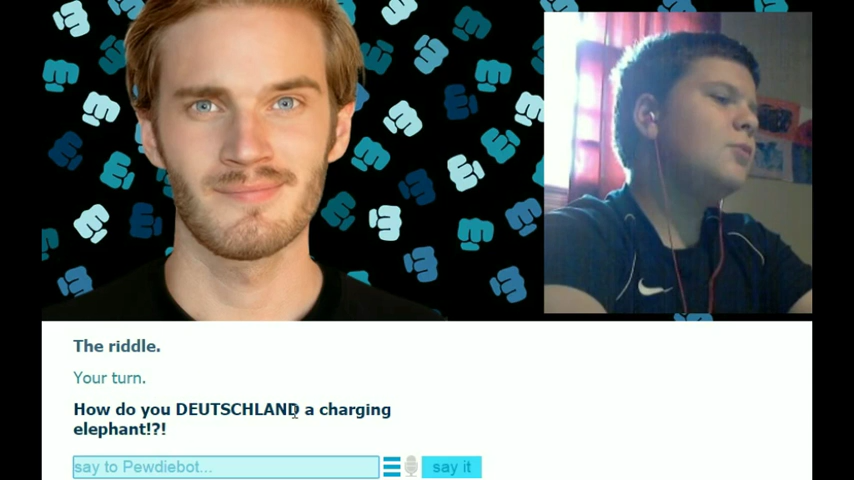 The riddle.
Your turn.
How do you DEUTSCHLAND a charging
elephant!?!
say to Pewdiebot...
say it